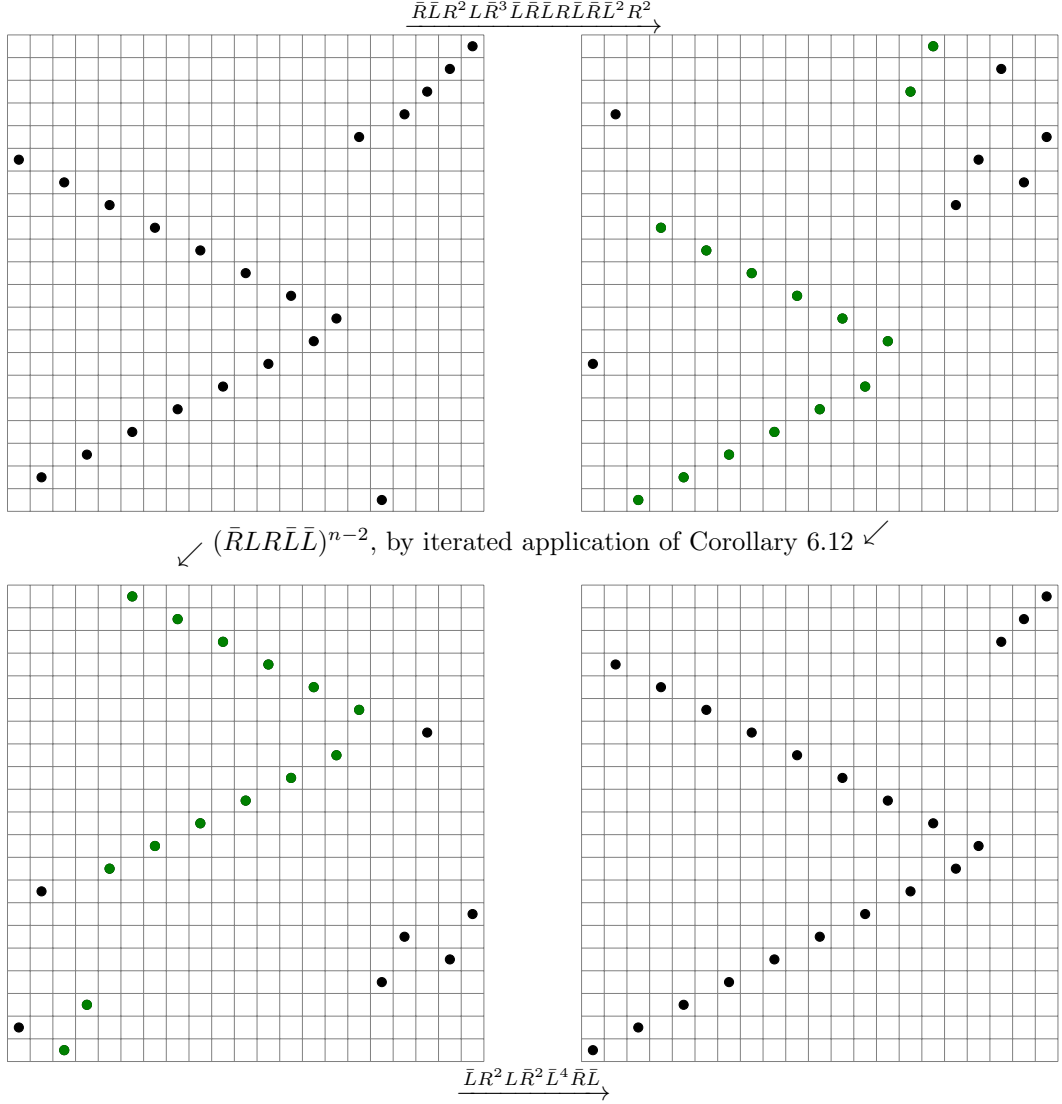 R̄L̄R²LR̄³L̄R̄L̄RL̄R̄L̄²R²
(R̄LRL̄L̄)ⁿ⁻², by iterated application of Corollary 6.12
L̄R²LR̄²L̄⁴R̄L̄